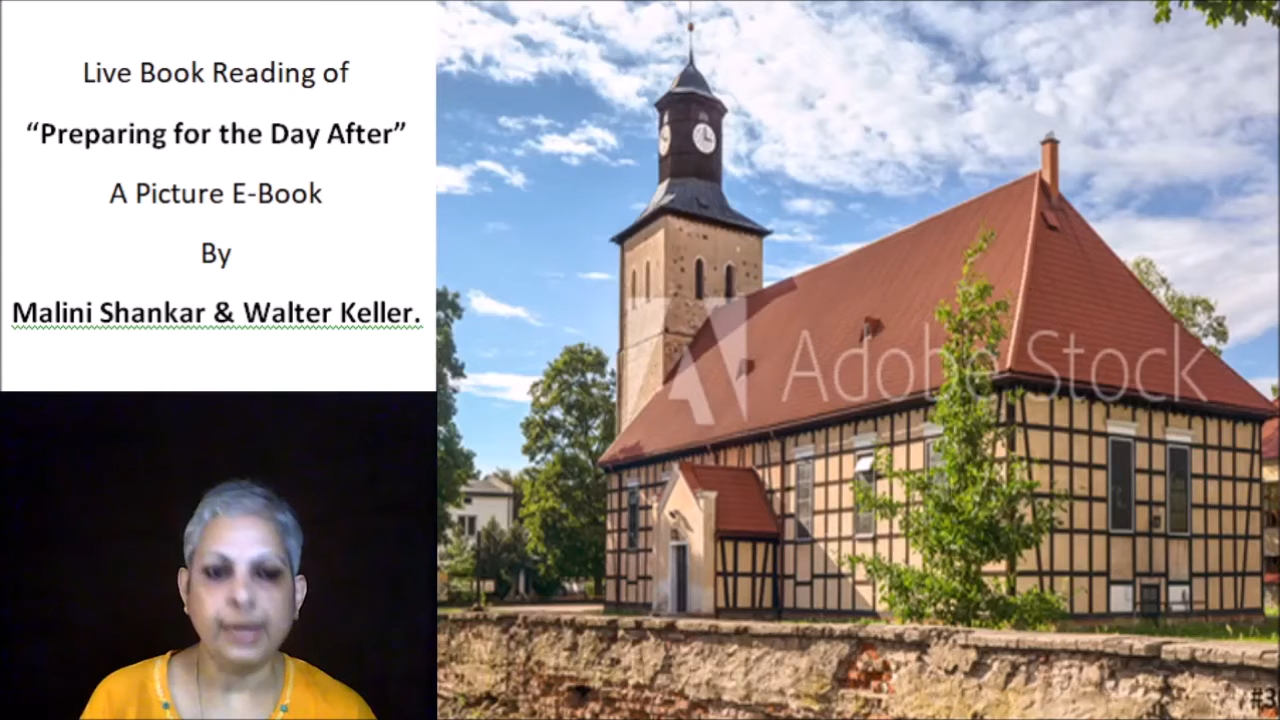 Live Book Reading of
“Preparing for the Day After”
A Picture E-Book
By
Malini Shankar & Walter Keller.
Adobe Stock
#3